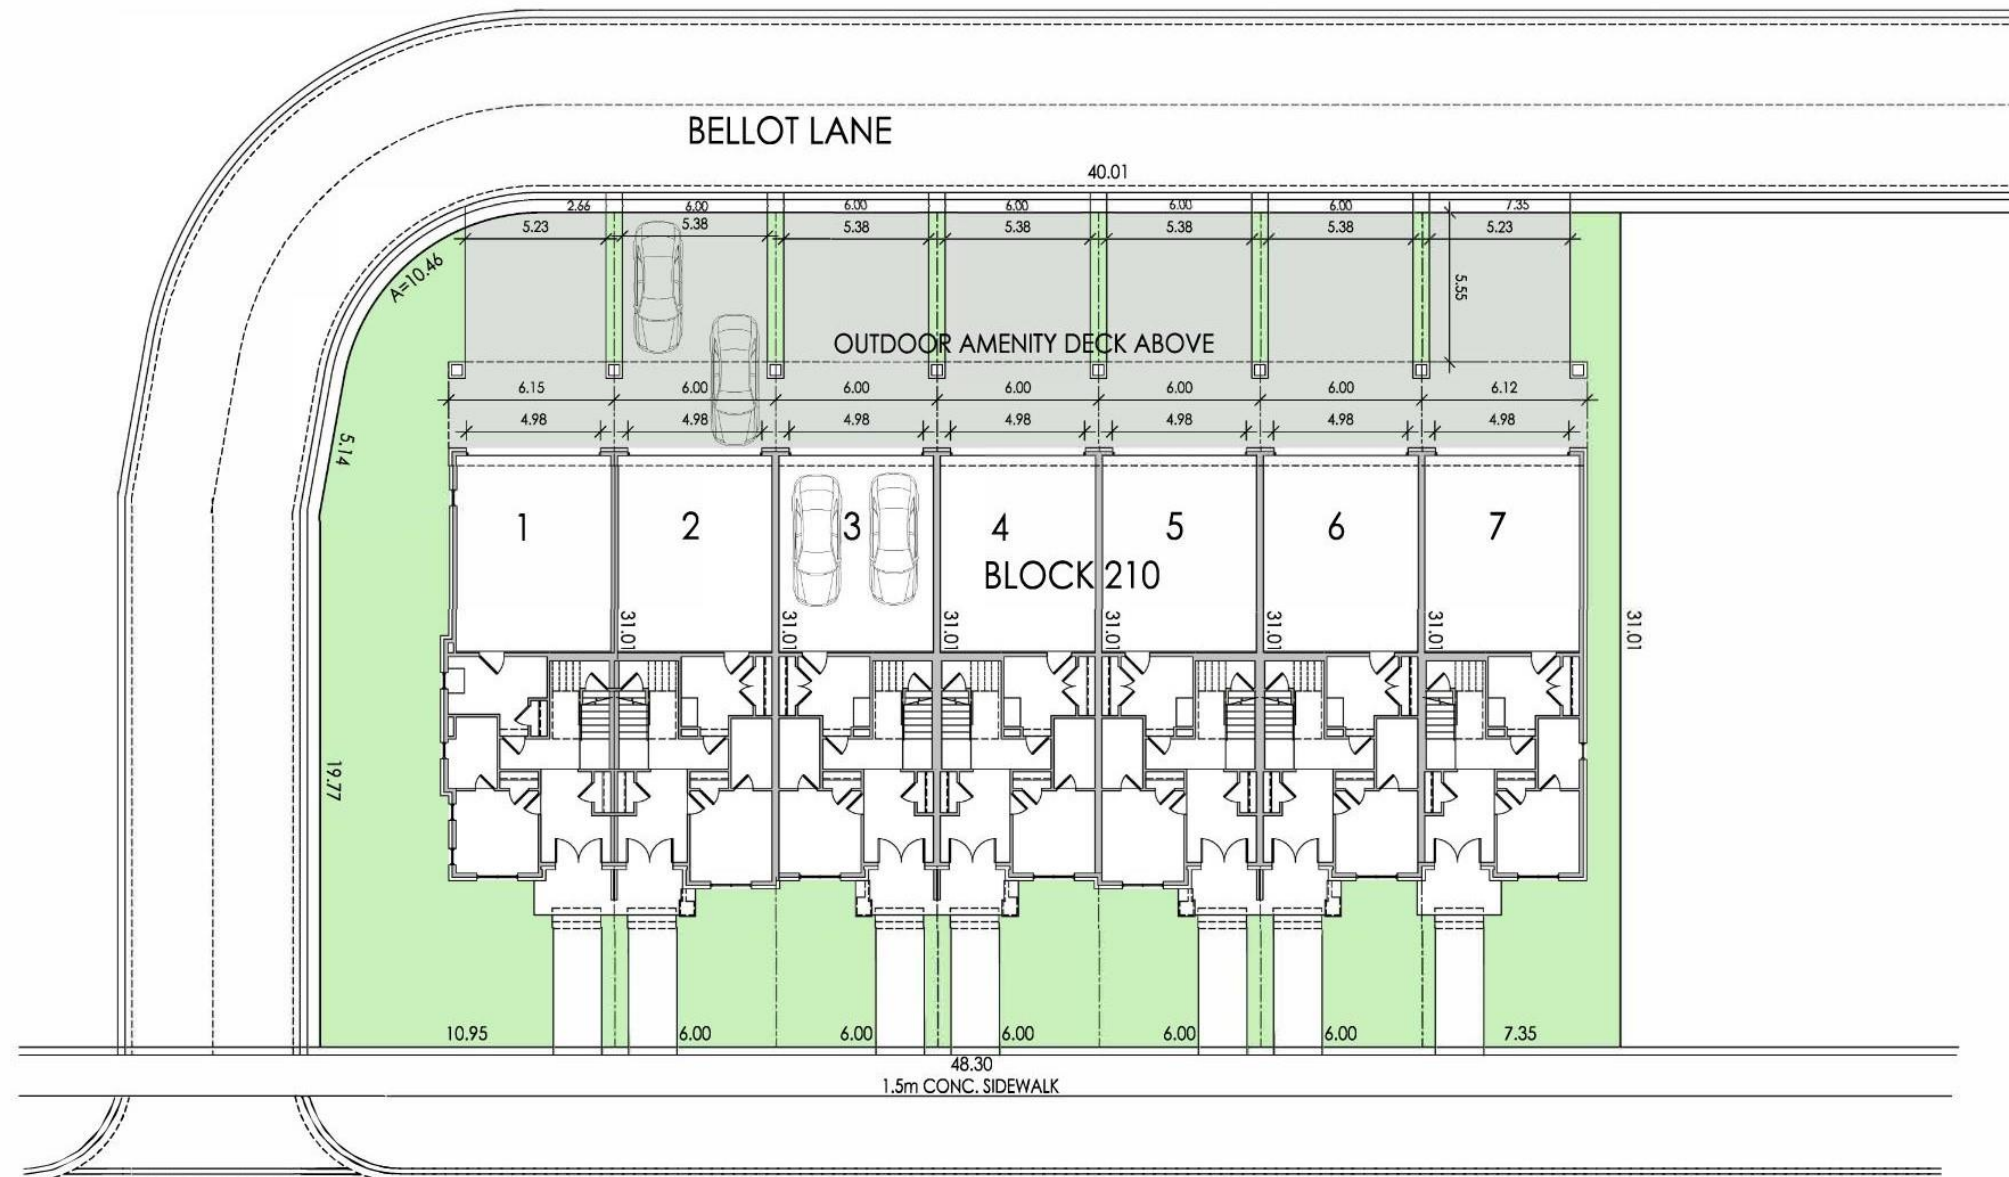 BELLOT LANE
40.01
2.66 6.00 6.00 6.00 6.00 6.00 7.35
5.23 5.38 5.38 5.38 5.38 5.38 5.23
A=10.46
5.55
OUTDOOR AMENITY DECK ABOVE
6.15 6.00 6.00 6.00 6.00 6.00 6.12
4.98 4.98 4.98 4.98 4.98 4.98 4.98
5.14
1 2 3 4 5 6 7
BLOCK 210
31.01 31.01 31.01 31.01 31.01 31.01 31.01
19.77
10.95 6.00 6.00 6.00 6.00 6.00 7.35
48.30
1.5m CONC. SIDEWALK